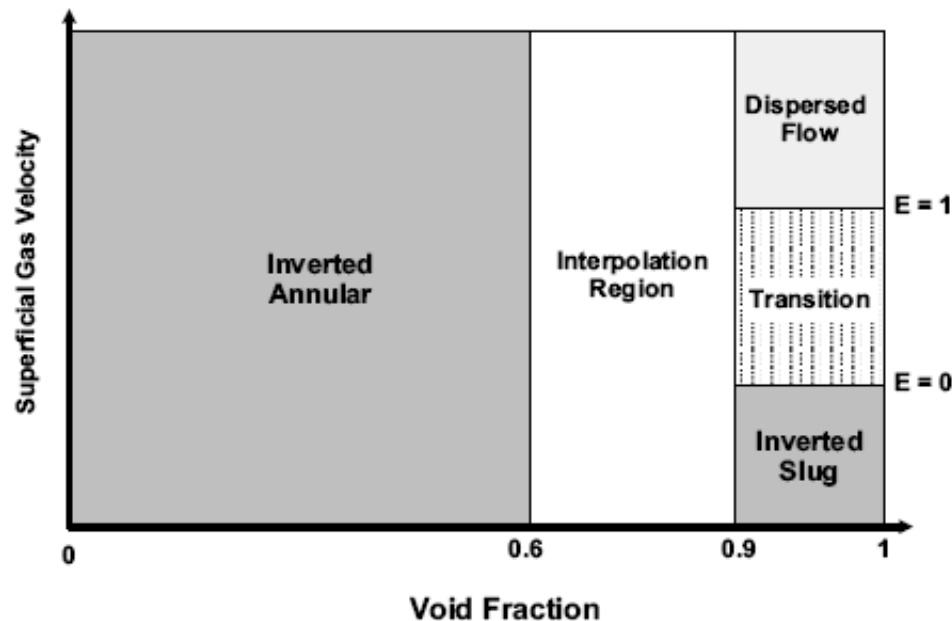 Superficial Gas Velocity
Inverted
Annular
Interpolation
Region
Dispersed
Flow
Transition
Inverted
Slug
E = 1
E = 0
0
0.6
0.9
1
Void Fraction